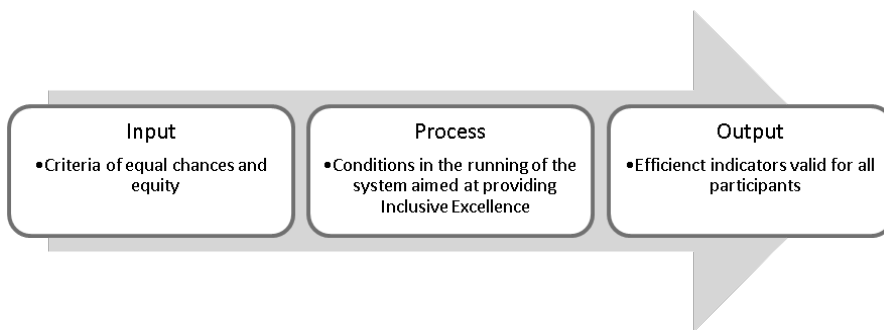 Input
•Criteria of equal chances and
equity
Process
•Conditions in the running of the
system aimed at providing
Inclusive Excellence
Output
•Efficienct indicators valid for all
participants